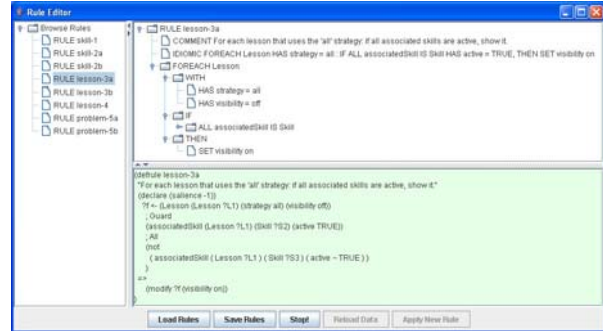 Rule Editor
Browse Rules
RULE skill-1
RULE skill-2a
RULE skill-2b
RULE lesson-3a
RULE lesson-3b
RULE lesson-4
RULE problem-5a
RULE problem-5b
RULE lesson-3a
COMMENT For each lesson that uses the 'all' strategy: if all associated skills are active, show it.
IDIOMIC FOREACH Lesson HAS strategy = all : IF ALL associatedSkill IS Skill HAS active = TRUE, THEN SET visibility on
FOREACH Lesson
WITH
HAS strategy = all
HAS visibility = off
IF
ALL associatedSkill IS Skill
THEN
SET visibility on
(defrule lesson-3a
"For each lesson that uses the 'all' strategy: if all associated skills are active, show it."
(declare (salience -1))
?f <- (Lesson (Lesson ?L1) (strategy all) (visibility off))
; Guard
(associatedSkill (Lesson ?L1) (Skill ?S2) (active TRUE))
; All
(not
( associatedSkill ( Lesson ?L1 ) ( Skill ?S3 ) ( active ~ TRUE ) )
)
=>
(modify ?f (visibility on))
)
Load Rules Save Rules Stop! Reload Data Apply New Rule